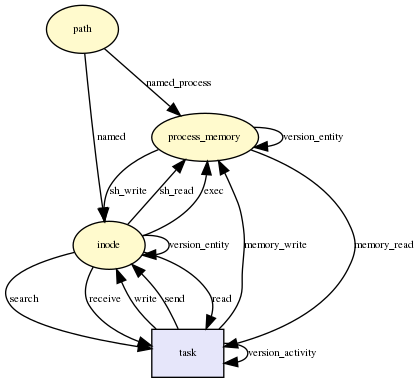 path
named_process
named
process_memory
version_entity
sh_write
sh_read
exec
inode
version_entity
memory_write
memory_read
search
receive
write
send
read
task
version_activity